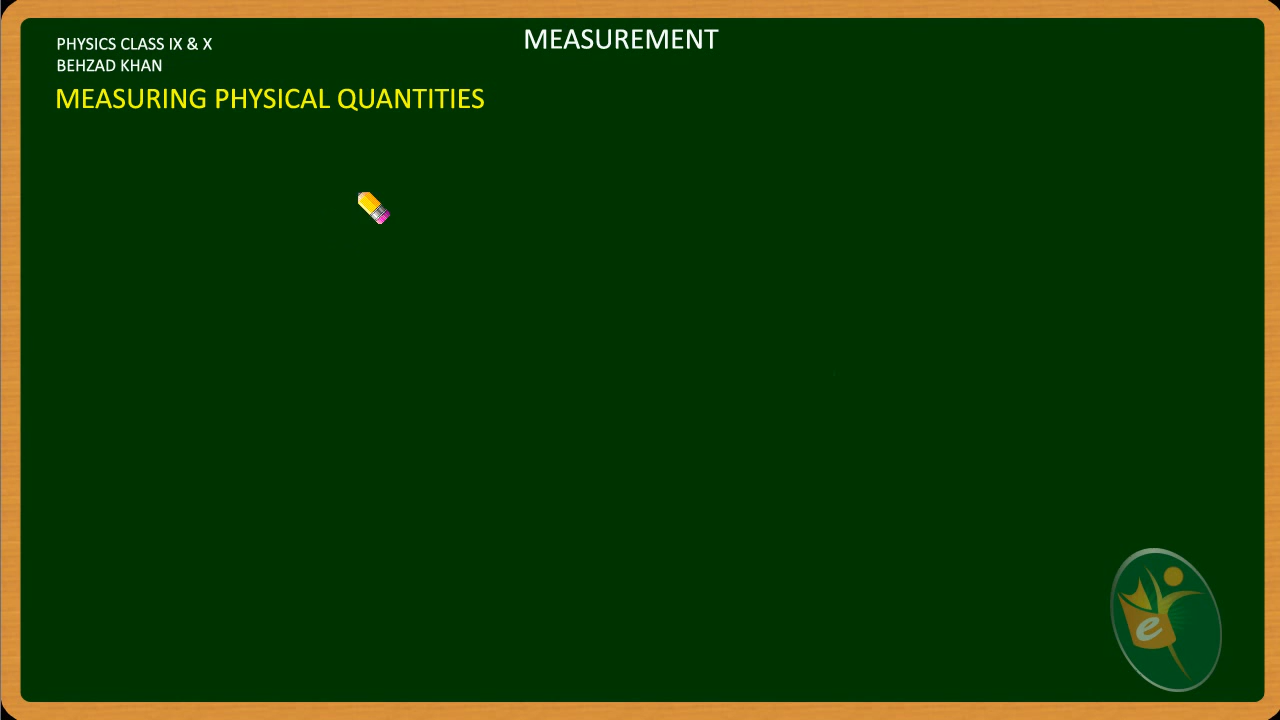 MEASUREMENT
PHYSICS CLASS IX & X
BEHZAD KHAN
MEASURING PHYSICAL QUANTITIES
e